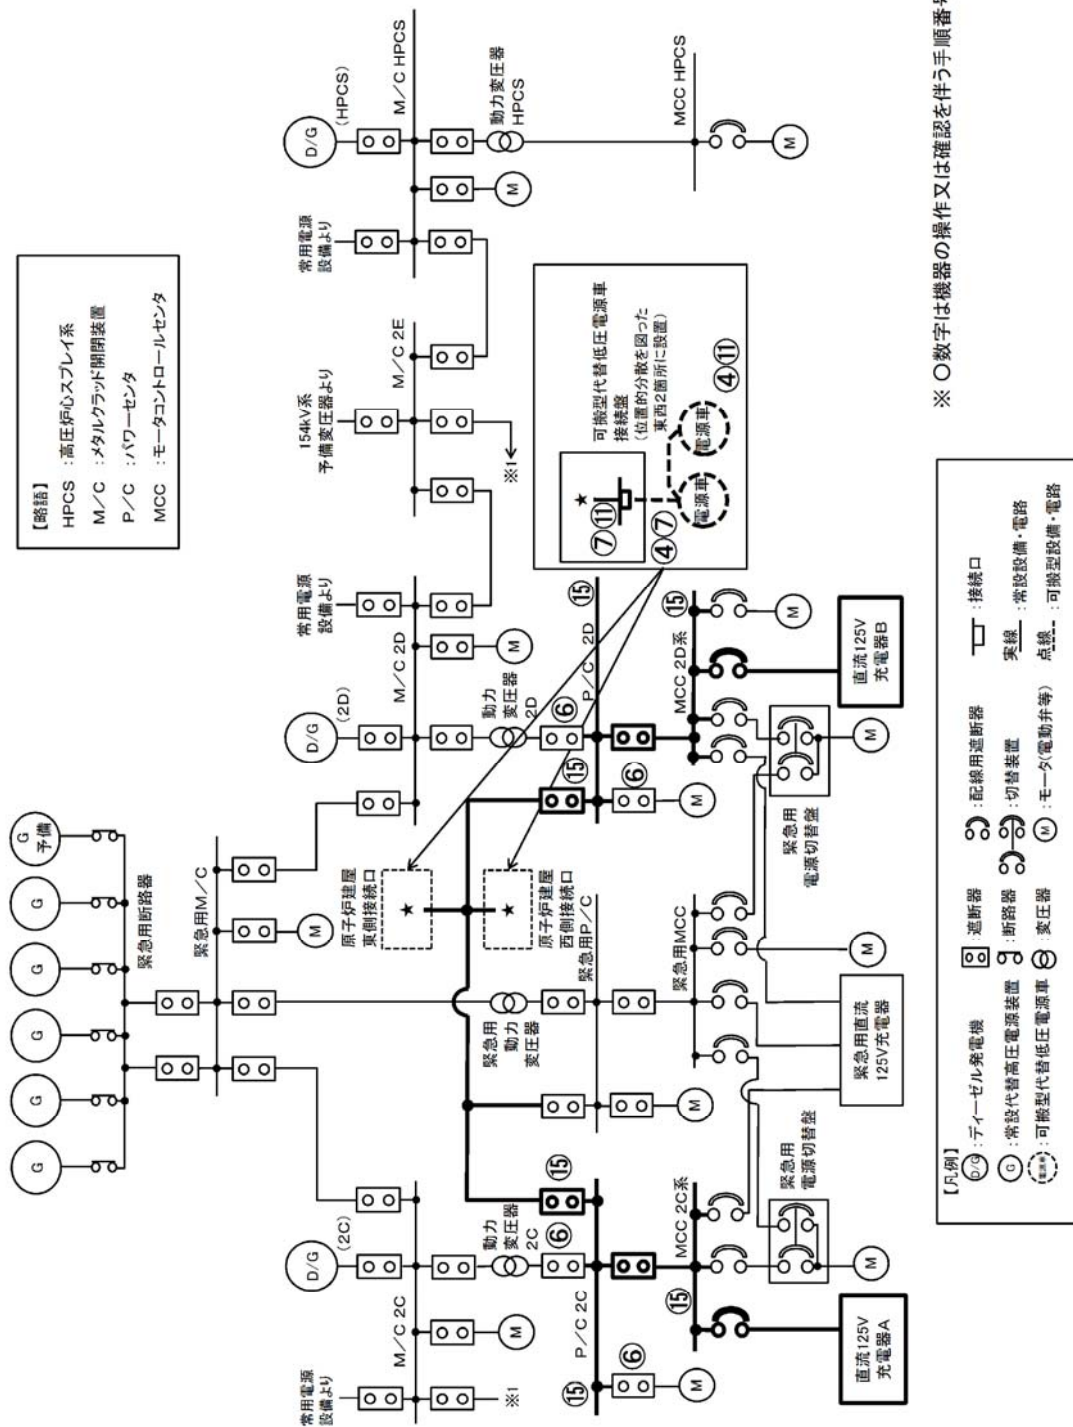 【略語】
HPCS :高圧炉心スプレイ系
M/C :メタルクラッド開閉装置
P/C :パワーセンタ
MCC :モータコントロールセンタ
G
G
G
G
G
G
予備
緊急用断路器
緊急用M/C
M
常用電源
設備より
D/G
(2C)
M/C 2C
※1
M
動力
変圧器
2C
⑥
⑮
P/C 2C
⑮
⑥
M
MCC 2C系
⑮
直流125V
充電器A
M
緊急用
電源切替盤
緊急用
動力
変圧器
緊急用P/C
M
緊急用MCC
M
緊急用直流
125V充電器
原子炉建屋
東側接続口
★
原子炉建屋
西側接続口
★
D/G
(2D)
常用電源
設備より
M/C 2D
M
動力
変圧器
2D
⑥
⑮
P/C 2D
⑮
⑥
M
MCC 2D系
⑮
M
直流125V
充電器B
M
緊急用
電源切替盤
154kV系
予備変圧器より
M/C 2E
※1
常用電源
設備より
D/G
(HPCS)
M/C HPCS
M
動力変圧器
HPCS
MCC HPCS
M
可搬型代替低圧電源車
接続盤
(位置的分散を図った
東西2箇所に設置)
★
⑦⑪
④⑦
電源車
電源車
④⑪
【凡例】
D/G :ディーゼル発電機
G :常設代替高圧電源装置
電源車 :可搬型代替低圧電源車
:遮断器
:断路器
:変圧器
:配線用遮断器
:切替装置
M :モータ(電動弁等)
:接続口
実線 :常設設備・電路
点線 :可搬型設備・電路
※ ○数字は機器の操作又は確認を伴う手順番